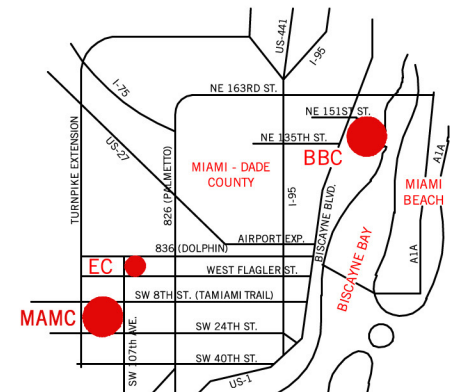 US-441
I-95
I-75
NE 163RD ST.
NE 151ST ST.
NE 135TH ST.
BBC
US-27
TURNPIKE EXTENSION
826 (PALMETTO)
MIAMI - DADE
COUNTY
I-95
BISCAYNE BLVD.
A1A
MIAMI
BEACH
A1A
BISCAYNE BAY
AIRPORT EXP.
836 (DOLPHIN)
EC
WEST FLAGLER ST.
SW 8TH ST. (TAMIAMI TRAIL)
MAMC
SW 24TH ST.
SW 107th AVE.
SW 40TH ST.
US-1